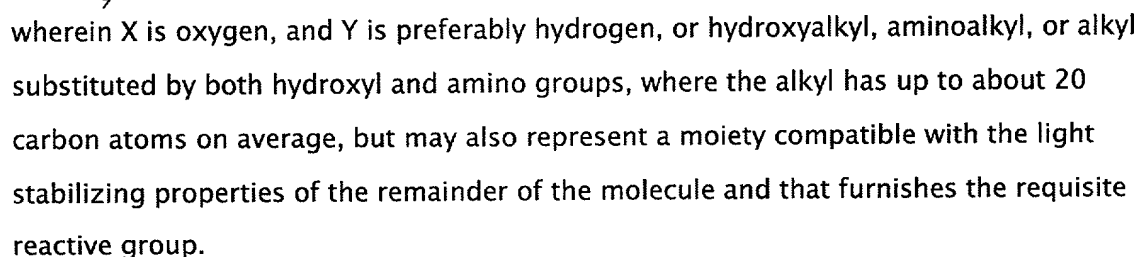 wherein X is oxygen, and Y is preferably hydrogen, or hydroxyalkyl, aminoalkyl, or alkyl
substituted by both hydroxyl and amino groups, where the alkyl has up to about 20
carbon atoms on average, but may also represent a moiety compatible with the light
stabilizing properties of the remainder of the molecule and that furnishes the requisite
reactive group.